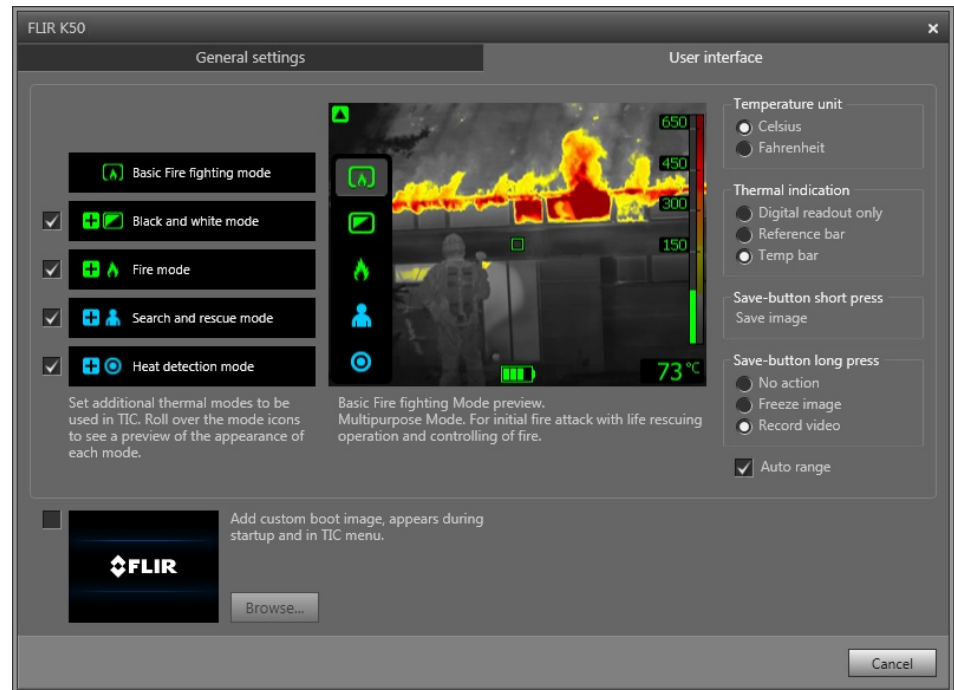 FLIR K50
General settings
User interface
Basic Fire fighting mode
Black and white mode
Fire mode
Search and rescue mode
Heat detection mode
Set additional thermal modes to be
used in TIC. Roll over the mode icons
to see a preview of the appearance of
each mode.
650
450
300
150
73 °C
Basic Fire fighting Mode preview.
Multipurpose Mode. For initial fire attack with life rescuing
operation and controlling of fire.
Temperature unit
Celsius
Fahrenheit
Thermal indication
Digital readout only
Reference bar
Temp bar
Save-button short press
Save image
Save-button long press
No action
Freeze image
Record video
Auto range
FLIR
Add custom boot image, appears during
startup and in TIC menu.
Browse...
Cancel